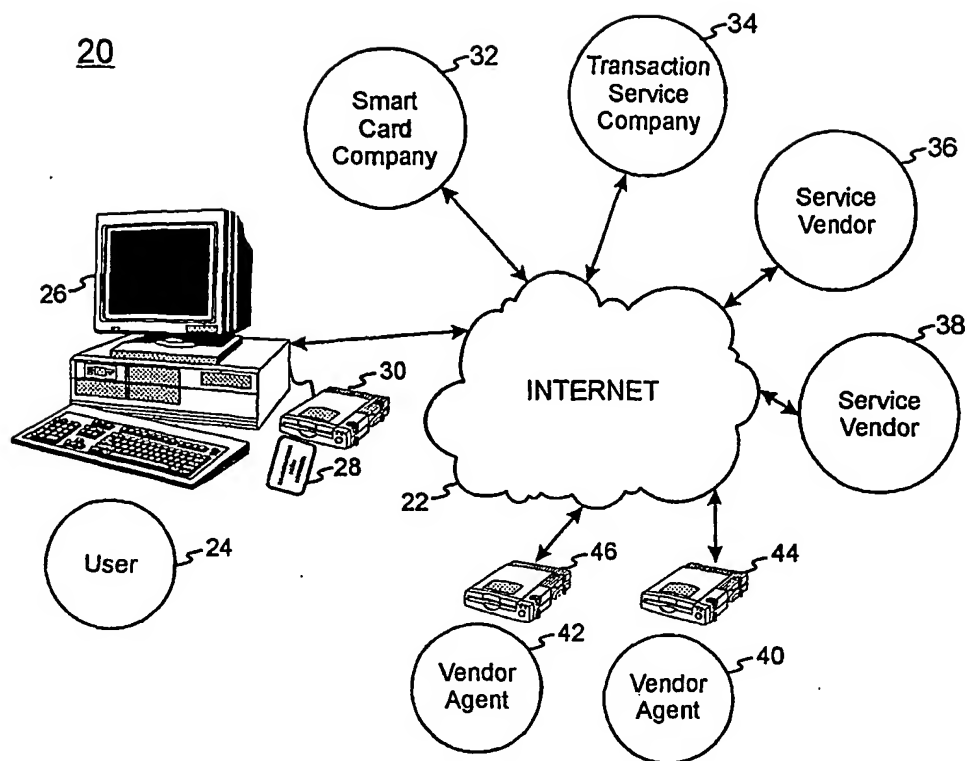 20
32
34
Smart
Card
Company
Transaction
Service
Company
36
Service
Vendor
26
30
28
INTERNET
22
38
Service
Vendor
User
24
46
44
42
Vendor
Agent
40
Vendor
Agent